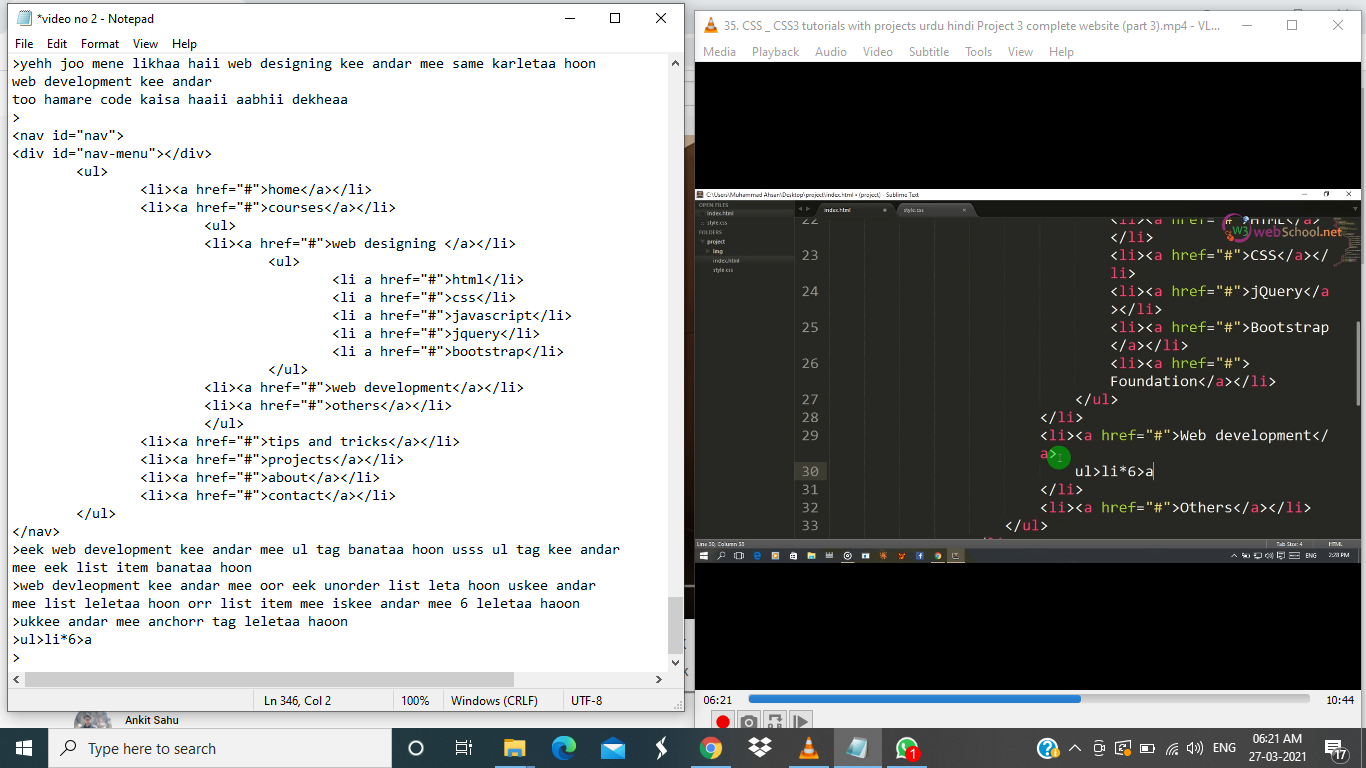 *video no 2 - Notepad
File Edit Format View Help
>yehh joo mene likhaa haii web designing kee andar mee same karletaa hoon
web development kee andar
too hamare code kaisa haaii aabhii dekheaa
>
<nav id="nav">
<div id="nav-menu"></div>
<ul>
<li><a href="#">home</a></li>
<li><a href="#">courses</a></li>
<ul>
<li><a href="#">web designing </a></li>
<ul>
<li a href="#">html</li>
<li a href="#">css</li>
<li a href="#">javascript</li>
<li a href="#">jquery</li>
<li a href="#">bootstrap</li>
</ul>
<li><a href="#">web development</a></li>
<li><a href="#">others</a></li>
</ul>
<li><a href="#">tips and tricks</a></li>
<li><a href="#">projects</a></li>
<li><a href="#">about</a></li>
<li><a href="#">contact</a></li>
</ul>
</nav>
>eek web development kee andar mee ul tag banataa hoon usss ul tag kee andar
mee eek list item banataa hoon
>web devleopment kee andar mee oor eek unorder list leta hoon uskee andar
mee list leletaa hoon orr list item mee iskee andar mee 6 leletaa haoon
>ukkee andar mee anchorr tag leletaa haoon
>ul>li*6>a
>
Ln 346, Col 2 100% Windows (CRLF) UTF-8
Ankit Sahu
35. CSS _ CSS3 tutorials with projects urdu hindi Project 3 complete website (part 3).mp4 - VL...
Media Playback Audio Video Subtitle Tools View Help
C:\Users\Muhammad Ahsan\Desktop\project\index.html • (project) - Sublime Text
OPEN FILES
index.html
style.css
FOLDERS
project
img
index.html
style.css
index.html style.css
W3 webSchool.net
22 <li><a href="#">HTML</a>
</li>
23 <li><a href="#">CSS</a></
li>
24 <li><a href="#">jQuery</a
></li>
25 <li><a href="#">Bootstrap
</a></li>
26 <li><a href="#">
Foundation</a></li>
27 </ul>
28 </li>
29 <li><a href="#">Web development</
a>
30 ul>li*6>a
31 </li>
32 <li><a href="#">Others</a></li>
33 </ul>
Line 30, Column 55 Tab Size: 4 HTML
ENG 2:28 PM
06:21 10:44
Type here to search
1
ENG
06:21 AM
27-03-2021
17